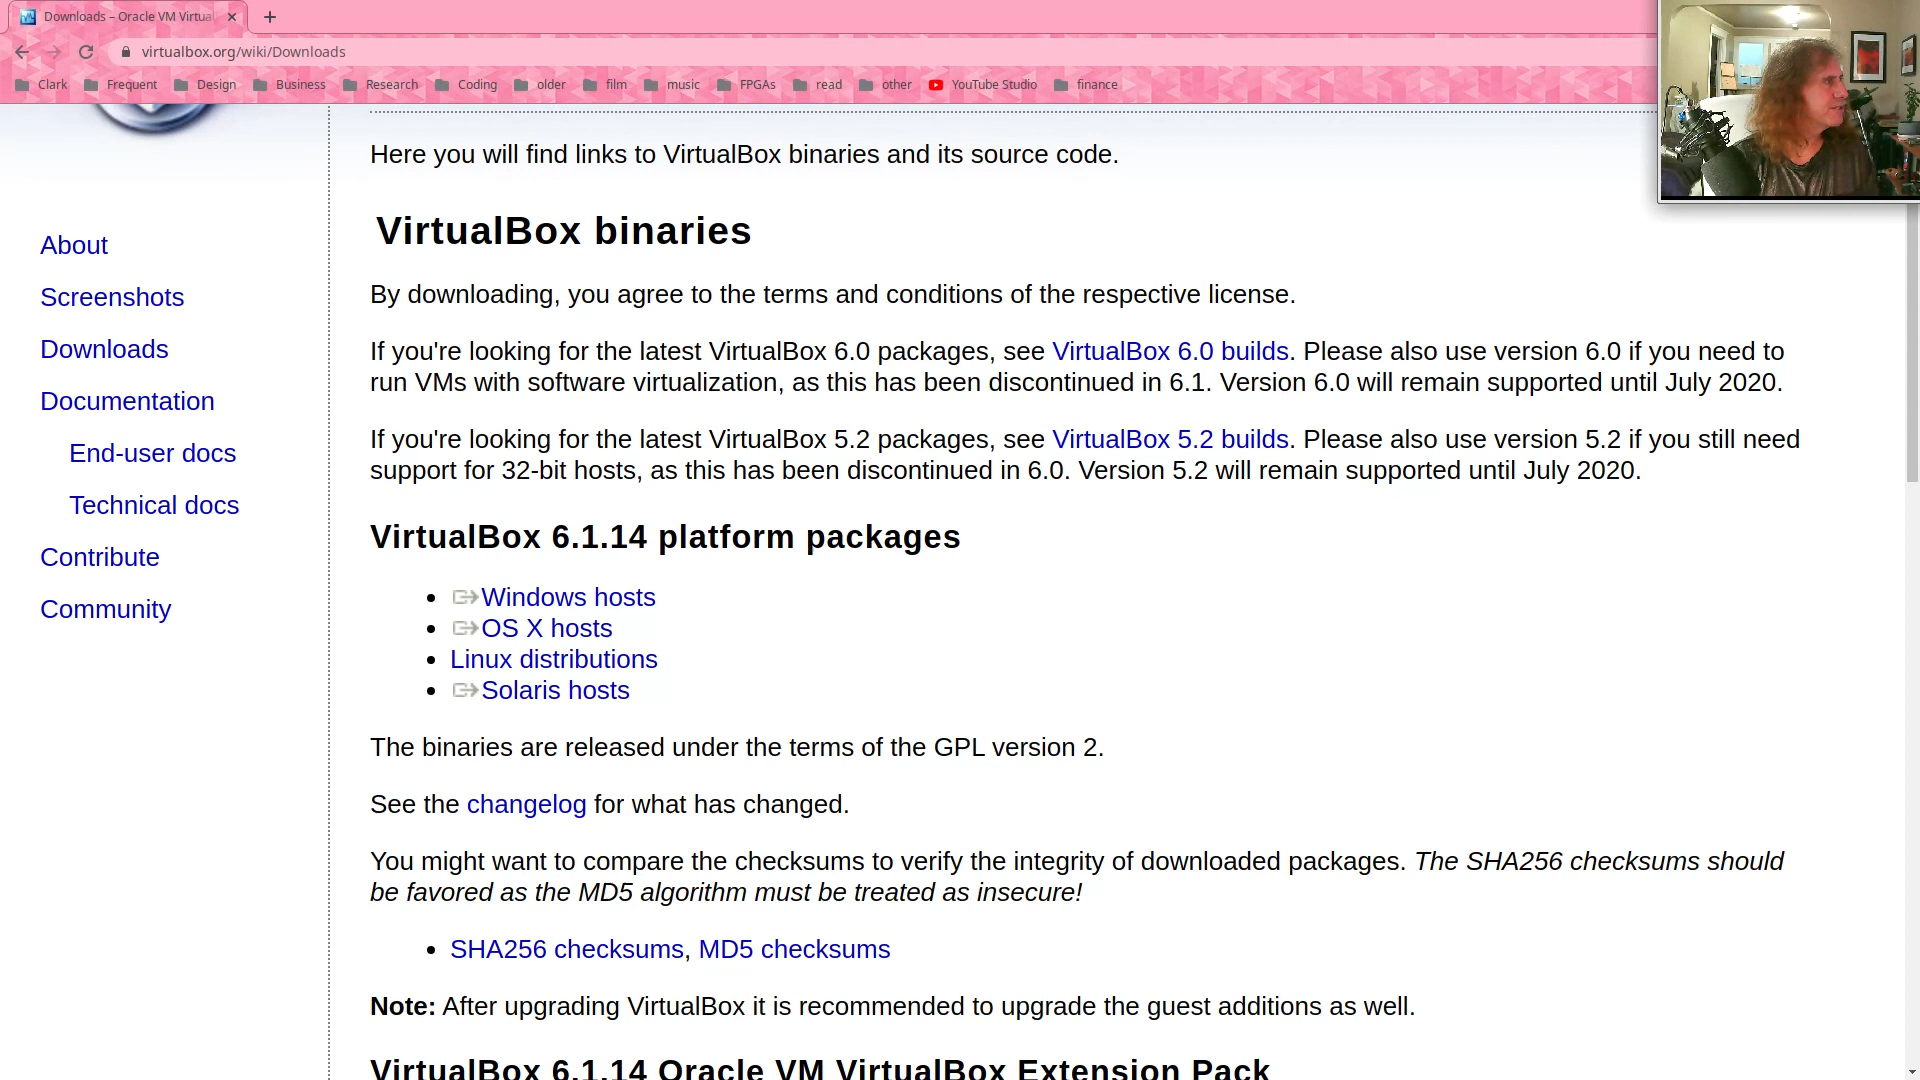 Downloads – Oracle VM Virtual
virtualbox.org/wiki/Downloads
Clark Frequent Design Business Research Coding older film music FPGAs read other YouTube Studio finance
Here you will find links to VirtualBox binaries and its source code.
VirtualBox binaries
By downloading, you agree to the terms and conditions of the respective license.
If you're looking for the latest VirtualBox 6.0 packages, see VirtualBox 6.0 builds. Please also use version 6.0 if you need to
run VMs with software virtualization, as this has been discontinued in 6.1. Version 6.0 will remain supported until July 2020.
If you're looking for the latest VirtualBox 5.2 packages, see VirtualBox 5.2 builds. Please also use version 5.2 if you still need
support for 32-bit hosts, as this has been discontinued in 6.0. Version 5.2 will remain supported until July 2020.
VirtualBox 6.1.14 platform packages
Windows hosts
OS X hosts
Linux distributions
Solaris hosts
The binaries are released under the terms of the GPL version 2.
See the changelog for what has changed.
You might want to compare the checksums to verify the integrity of downloaded packages. The SHA256 checksums should
be favored as the MD5 algorithm must be treated as insecure!
SHA256 checksums, MD5 checksums
Note: After upgrading VirtualBox it is recommended to upgrade the guest additions as well.
VirtualBox 6.1.14 Oracle VM VirtualBox Extension Pack
About
Screenshots
Downloads
Documentation
End-user docs
Technical docs
Contribute
Community